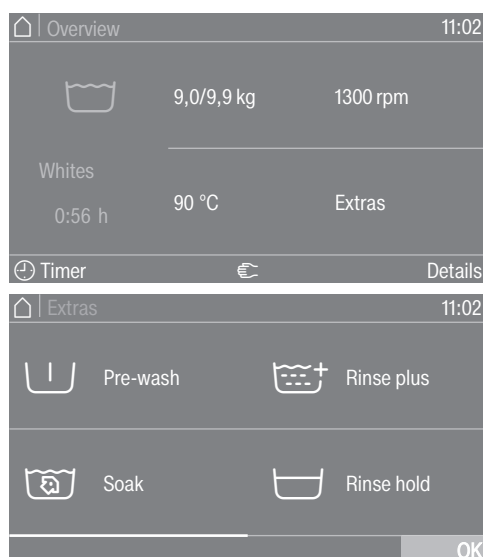 Overview 11:02
9,0/9,9 kg 1300 rpm
Whites
0:56 h
90 °C Extras
Timer Details
Extras 11:02
Pre-wash Rinse plus
Soak Rinse hold
OK